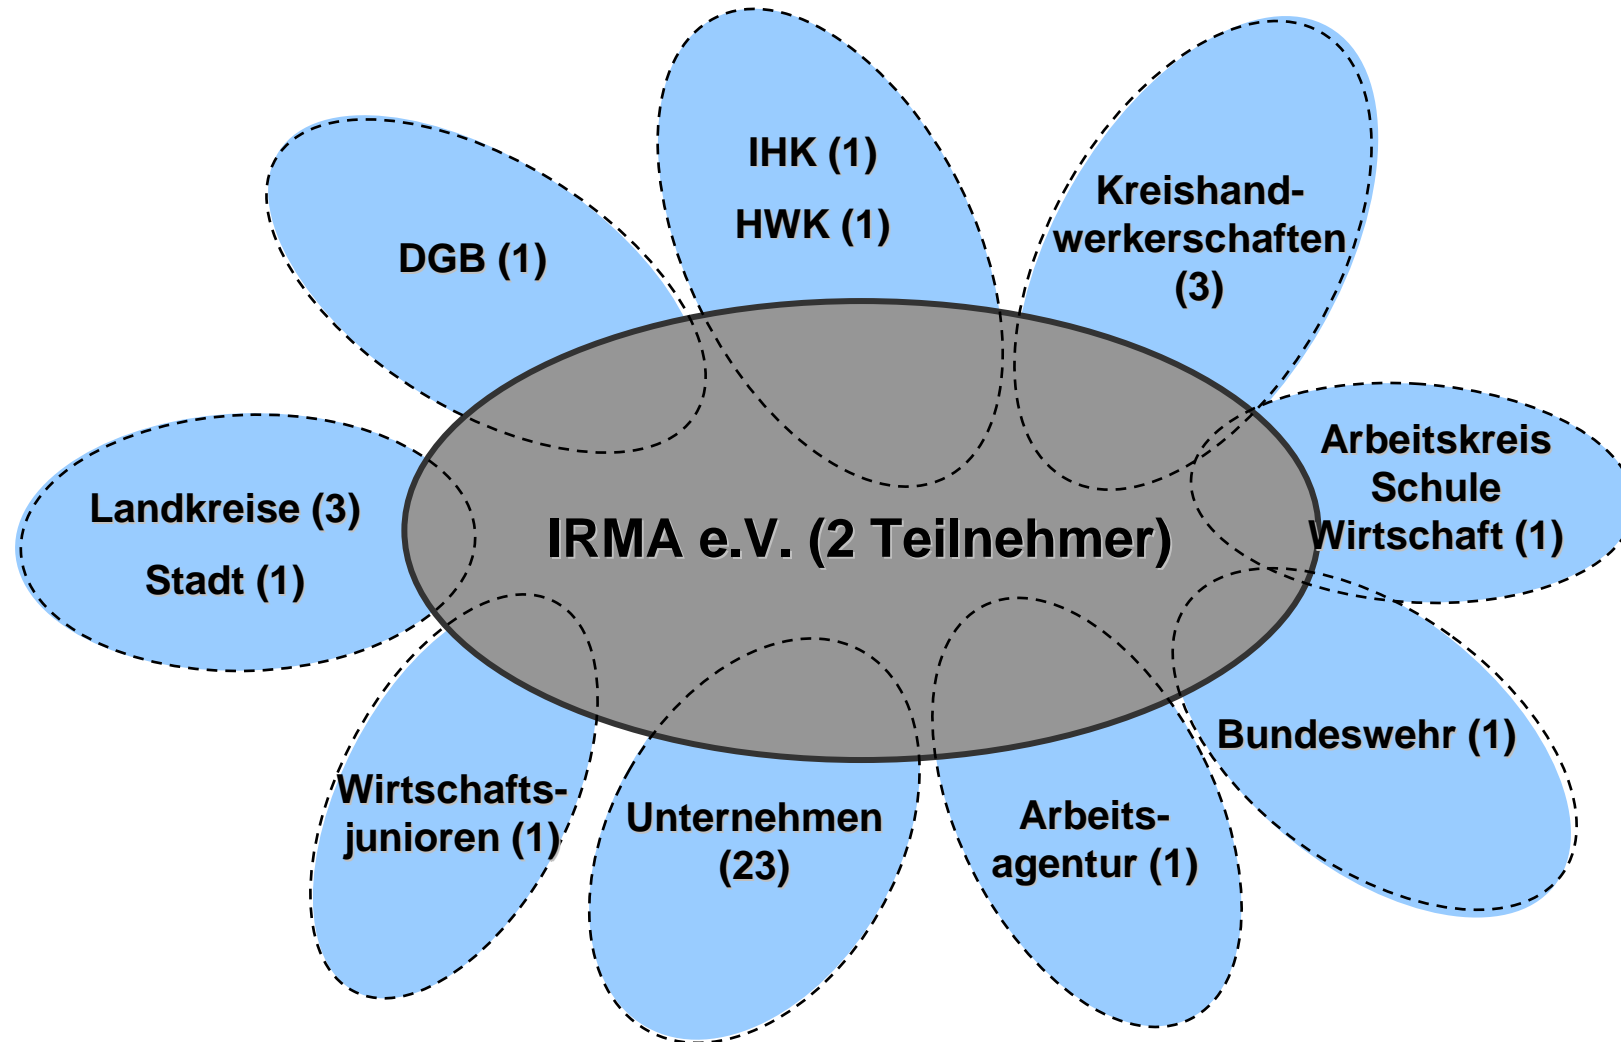 IHK (1)
HWK (1)
Kreishand-
werkerschaften
(3)
DGB (1)
Arbeitskreis
Schule
Wirtschaft (1)
Landkreise (3)
Stadt (1)
IRMA e.V. (2 Teilnehmer)
Bundeswehr (1)
Wirtschafts-
junioren (1)
Unternehmen
(23)
Arbeits-
agentur (1)